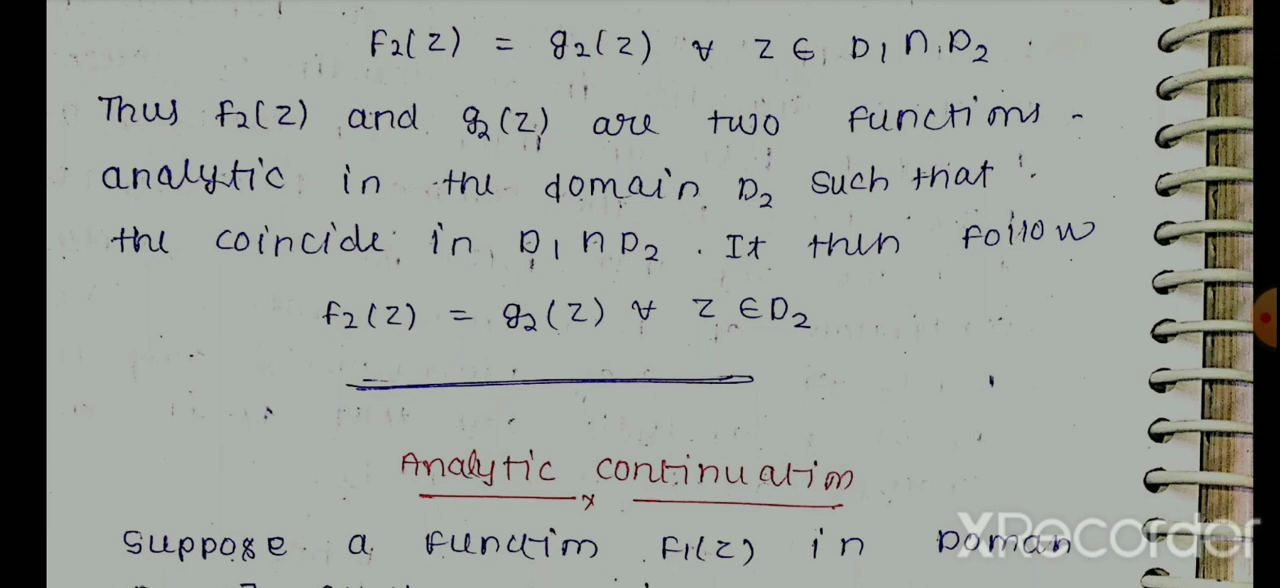 F2(z) = g2(z) ∀ z ∈ D1 ∩ D2
Thus f2(z) and g2(z) are two functions
analytic in the domain D2 such that
the coincide in D1 ∩ D2. It then follow
f2(z) = g2(z) ∀ z ∈ D2
Analytic continuation
suppose a function F1(z) in Doman
XRecorder